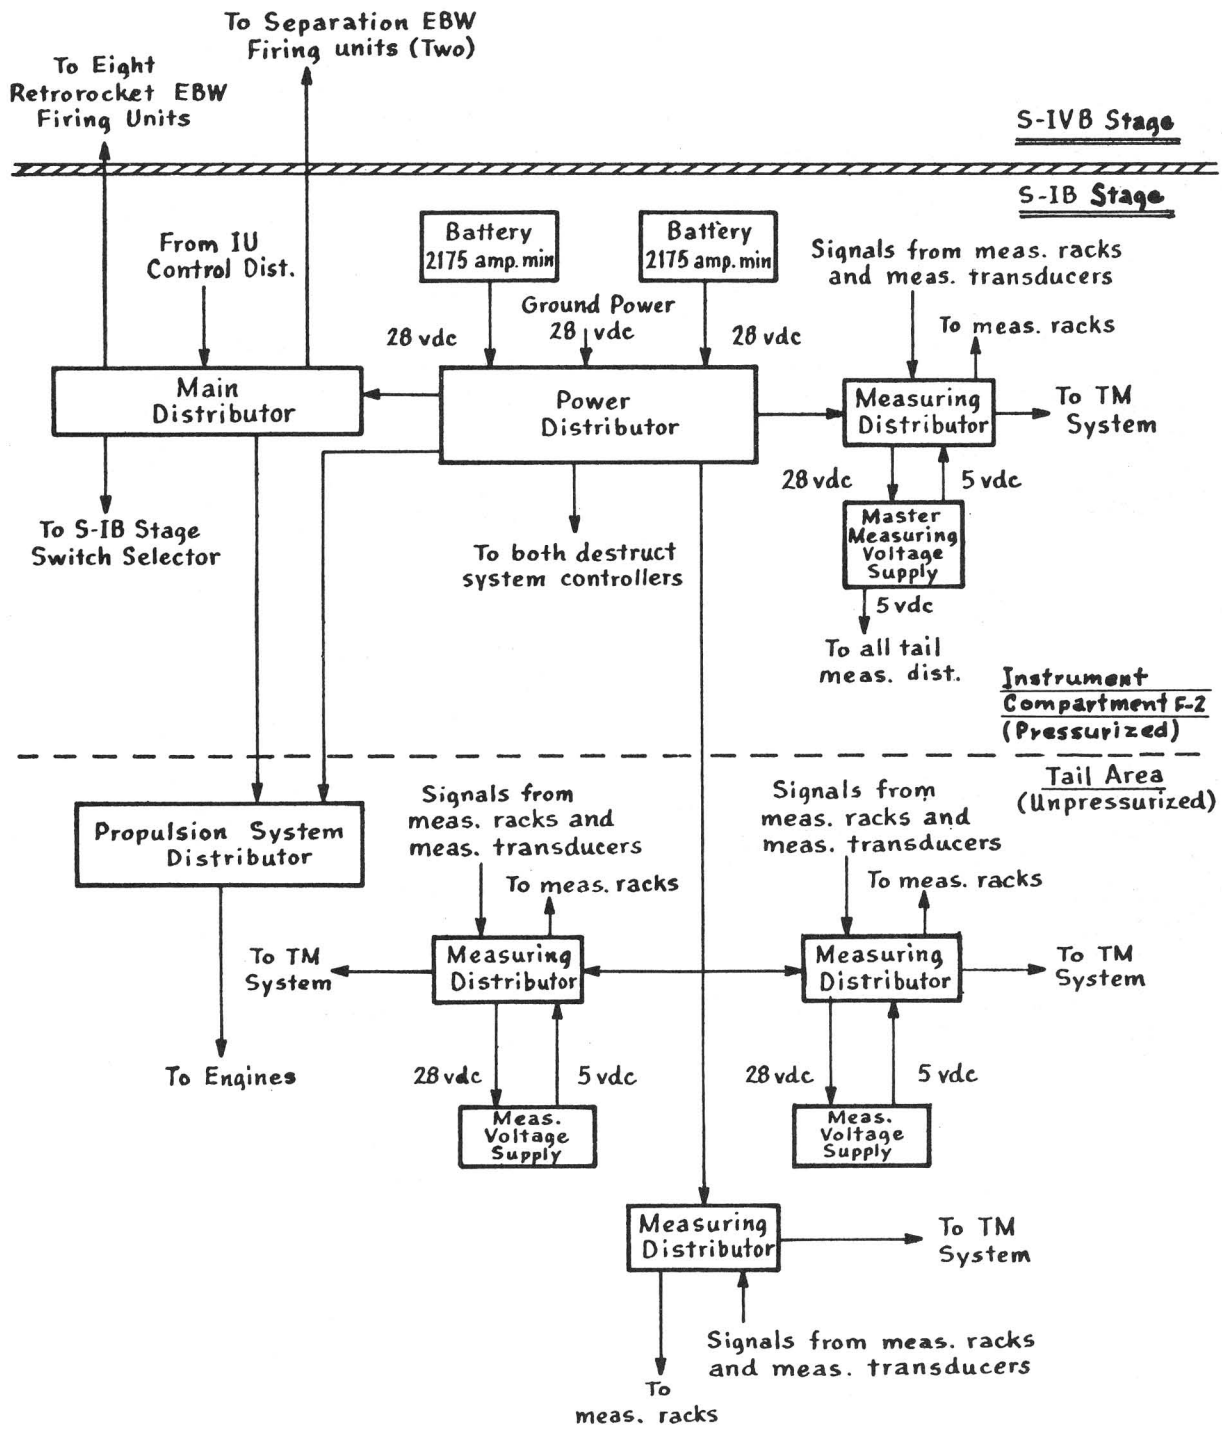 To Separation EBW
Firing units (Two)
To Eight
Retrorocket EBW
Firing Units
S-IVB Stage
S-IB Stage
From IU
Control Dist.
Battery
2175 amp. min
Battery
2175 amp. min
Signals from meas. racks
and meas. transducers
Ground Power
28 vdc
28 vdc
28 vdc
To meas. racks
Main
Distributor
Power
Distributor
Measuring
Distributor
To TM
System
28 vdc
5 vdc
To S-IB Stage
Switch Selector
To both destruct
system controllers
Master
Measuring
Voltage
Supply
5 vdc
To all tail
meas. dist.
Instrument
Compartment F-2
(Pressurized)
Tail Area
(Unpressurized)
Propulsion System
Distributor
Signals from
meas. racks and
meas. transducers
To meas. racks
Signals from
meas. racks and
meas. transducers
To meas. racks
To TM
System
Measuring
Distributor
Measuring
Distributor
To TM
System
To Engines
28 vdc
5 vdc
28 vdc
5 vdc
Meas.
Voltage
Supply
Meas.
Voltage
Supply
Measuring
Distributor
To TM
System
Signals from meas. racks
and meas. transducers
To
meas. racks